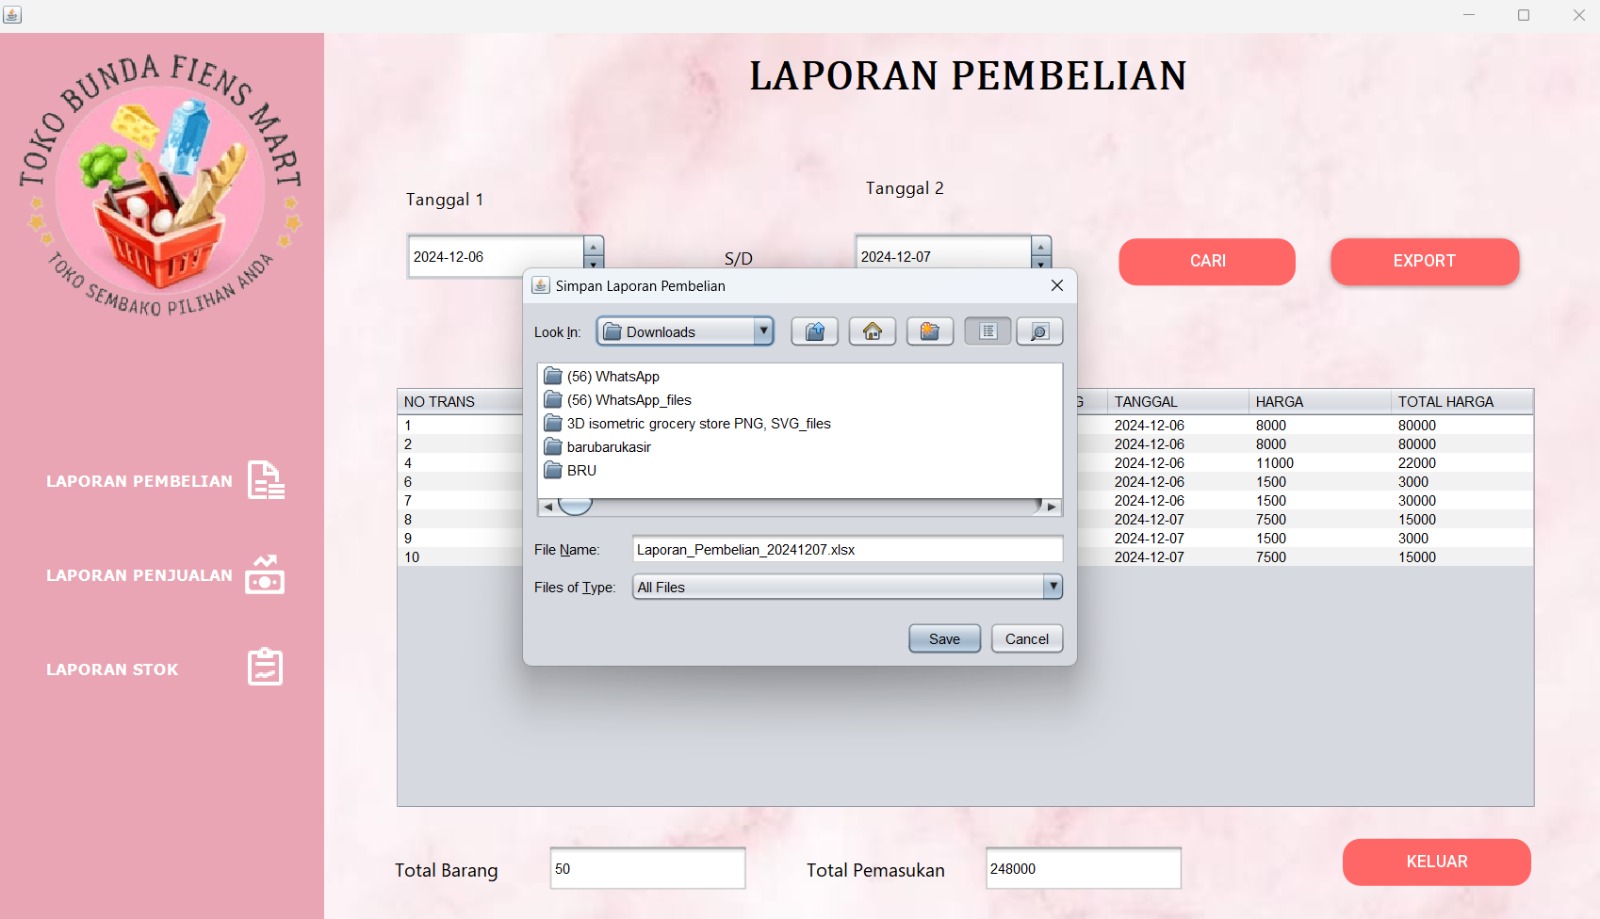 TOKO BUNDA FIENS MART
TOKO SEMBAKO PILIHAN ANDA
LAPORAN PEMBELIAN
LAPORAN PENJUALAN
LAPORAN STOK
LAPORAN PEMBELIAN
Tanggal 1
Tanggal 2
2024-12-06
S/D
2024-12-07
CARI
EXPORT
Simpan Laporan Pembelian
Look In:
Downloads
(56) WhatsApp
(56) WhatsApp_files
3D isometric grocery store PNG, SVG_files
barubarukasir
BRU
File Name:
Laporan_Pembelian_20241207.xlsx
Files of Type:
All Files
Save
Cancel
NO TRANS G TANGGAL HARGA TOTAL HARGA
1 2024-12-06 8000 80000
2 2024-12-06 8000 80000
4 2024-12-06 11000 22000
6 2024-12-06 1500 3000
7 2024-12-06 1500 30000
8 2024-12-07 7500 15000
9 2024-12-07 1500 3000
10 2024-12-07 7500 15000
Total Barang
50
Total Pemasukan
248000
KELUAR